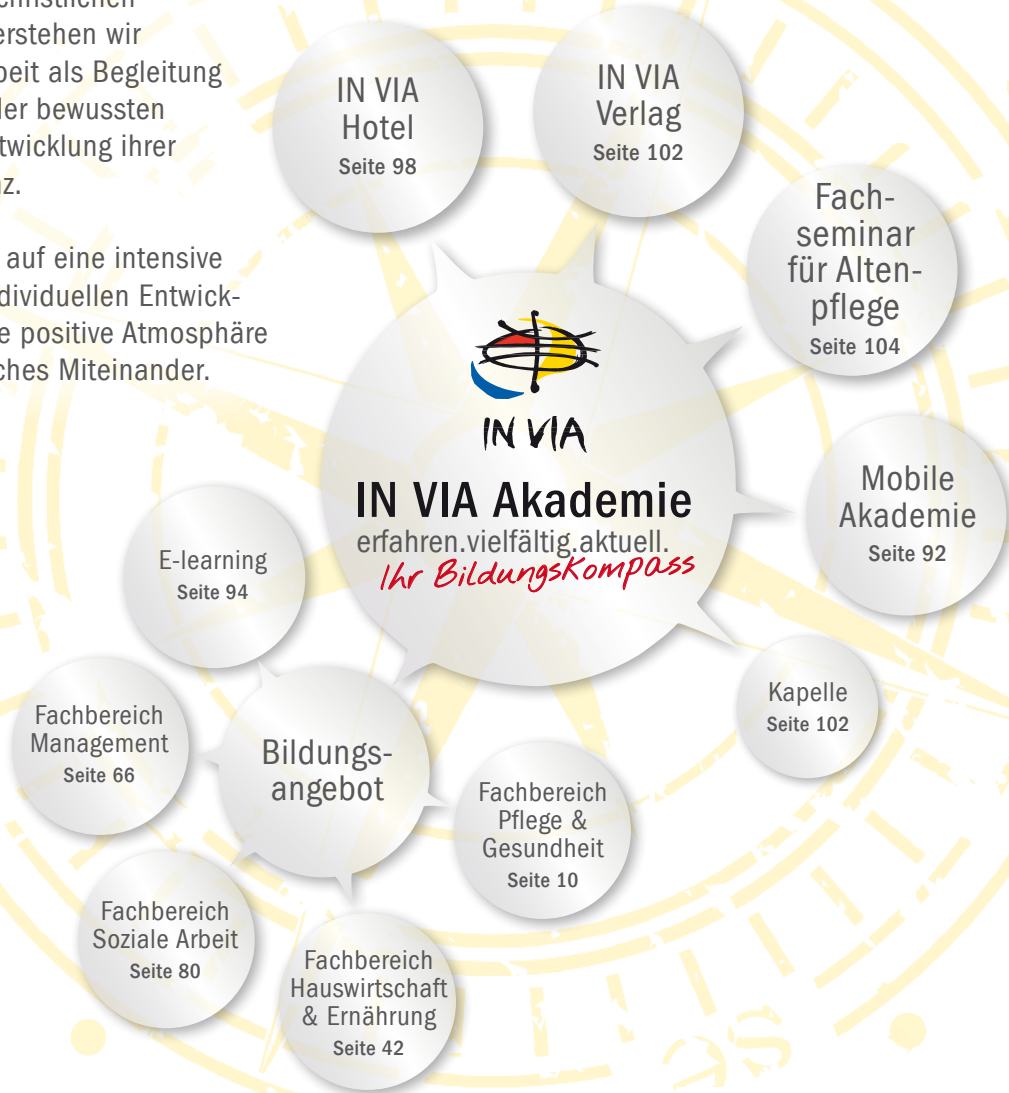 erstehen wir
beit als Begleitung
der bewussten
twicklung ihrer
z.
auf eine intensive
dividuellen Entwick-
e positive Atmosphäre
ches Miteinander.
IN VIA
Hotel
Seite 98
IN VIA
Verlag
Seite 102
Fach-
seminar
für Alten-
pflege
Seite 104
IN VIA
IN VIA Akademie
erfahren.vielfältig.aktuell.
Ihr Bildungskompass
Mobile
Akademie
Seite 92
Kapelle
Seite 102
E-learning
Seite 94
Fachbereich
Management
Seite 66
Bildungs-
angebot
Fachbereich
Pflege &
Gesundheit
Seite 10
Fachbereich
Soziale Arbeit
Seite 80
Fachbereich
Hauswirtschaft
& Ernährung
Seite 42